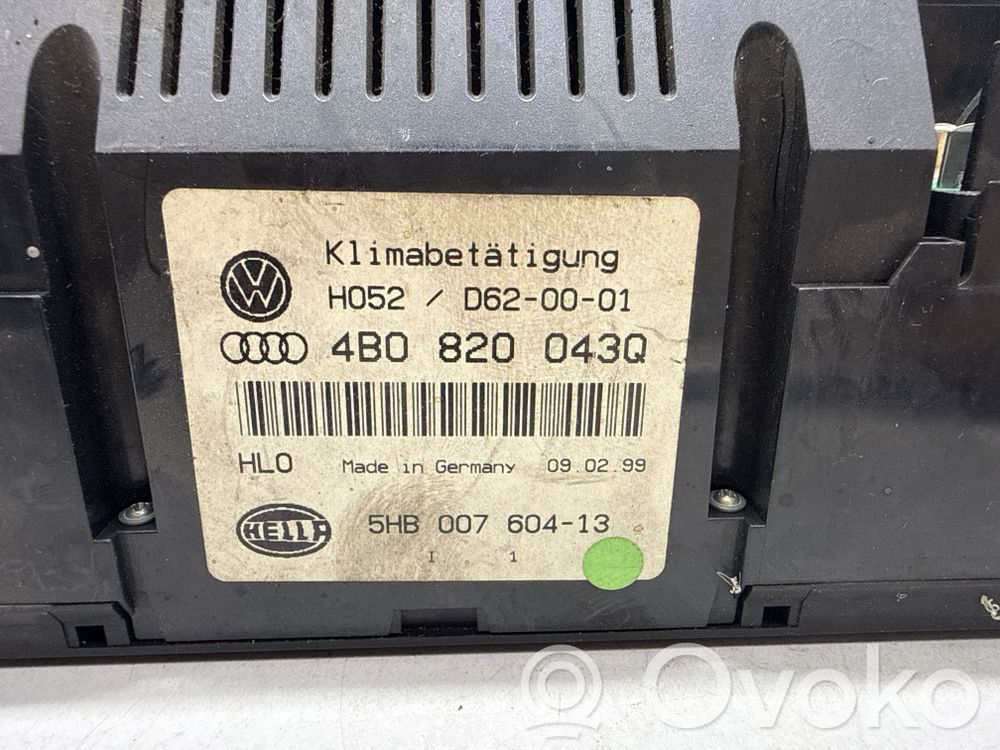 Klimabetätigung
H052 / D62-00-01
4B0 820 043Q
HLO Made in Germany 09.02.99
HELLA 5HB 007 604-13
I 1
Ovoko